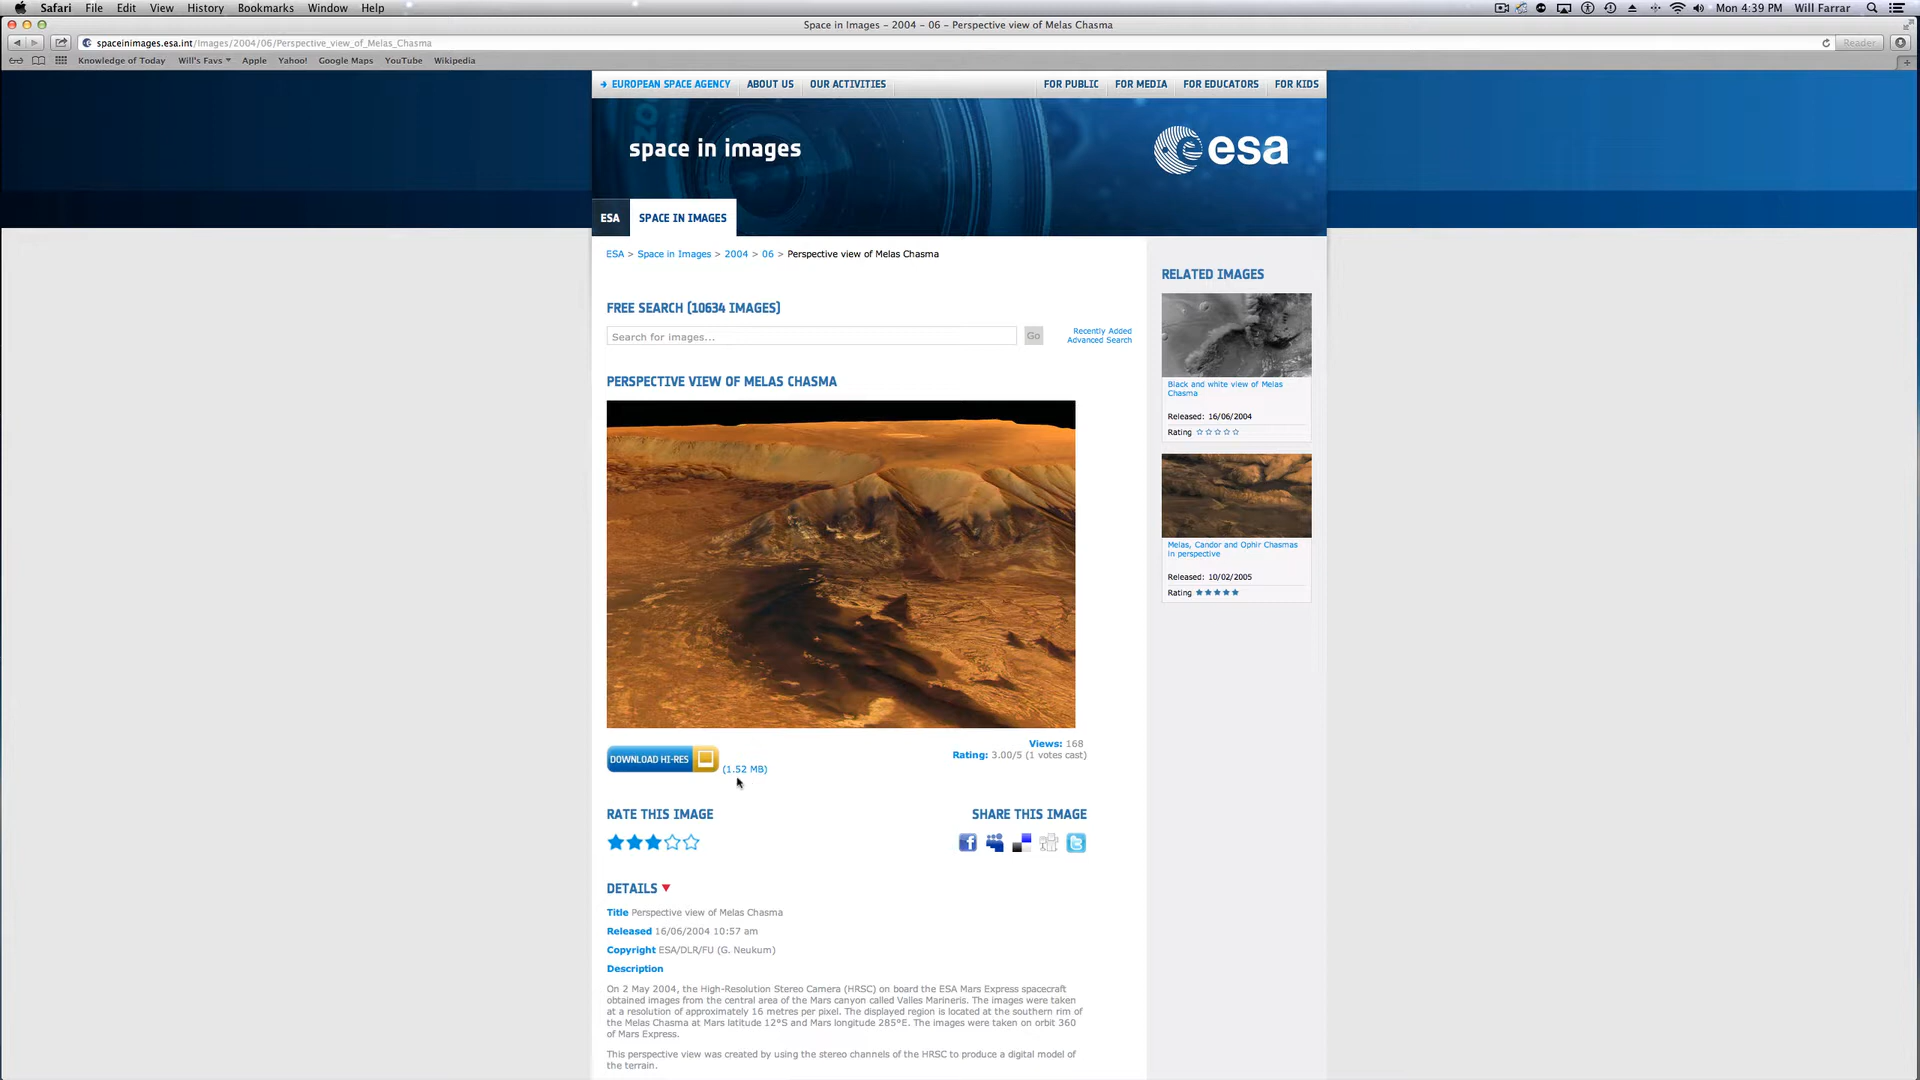 Safari File Edit View History Bookmarks Window Help
Mon 4:39 PM Will Farrar
Space in Images - 2004 - 06 - Perspective view of Melas Chasma
spaceinimages.esa.int/Images/2004/06/Perspective_view_of_Melas_Chasma
Reader
Knowledge of Today Will's Favs Apple Yahoo! Google Maps YouTube Wikipedia
EUROPEAN SPACE AGENCY ABOUT US OUR ACTIVITIES FOR PUBLIC FOR MEDIA FOR EDUCATORS FOR KIDS
space in images
esa
ESA SPACE IN IMAGES
ESA > Space in Images > 2004 > 06 > Perspective view of Melas Chasma
FREE SEARCH (10634 IMAGES)
Search for images...
Go
Recently Added
Advanced Search
PERSPECTIVE VIEW OF MELAS CHASMA
DOWNLOAD HI-RES
(1.52 MB)
Views: 168
Rating: 3.00/5 (1 votes cast)
RATE THIS IMAGE
SHARE THIS IMAGE
DETAILS
Title Perspective view of Melas Chasma
Released 16/06/2004 10:57 am
Copyright ESA/DLR/FU (G. Neukum)
Description
On 2 May 2004, the High-Resolution Stereo Camera (HRSC) on board the ESA Mars Express spacecraft
obtained images from the central area of the Mars canyon called Valles Marineris. The images were taken
at a resolution of approximately 16 metres per pixel. The displayed region is located at the southern rim of
the Melas Chasma at Mars latitude 12°S and Mars longitude 285°E. The images were taken on orbit 360
of Mars Express.
This perspective view was created by using the stereo channels of the HRSC to produce a digital model of
the terrain.
RELATED IMAGES
Black and white view of Melas
Chasma
Released: 16/06/2004
Rating
Melas, Candor and Ophir Chasmas
in perspective
Released: 10/02/2005
Rating